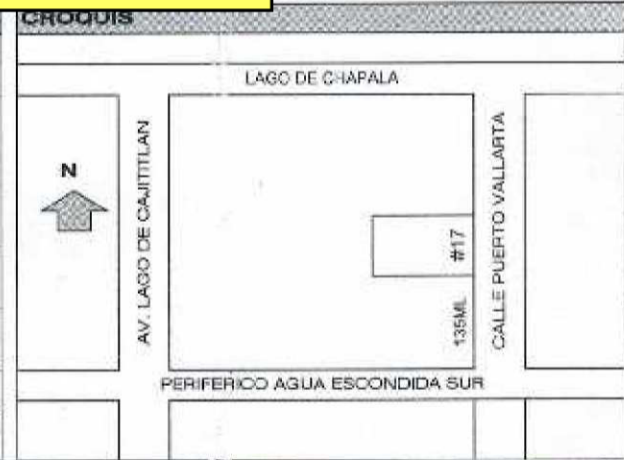 CROQUIS
LAGO DE CHAPALA
N
AV. LAGO DE CAJITITLAN
#17
135ML
CALLE PUERTO VALLARTA
PERIFERICO AGUA ESCONDIDA SUR